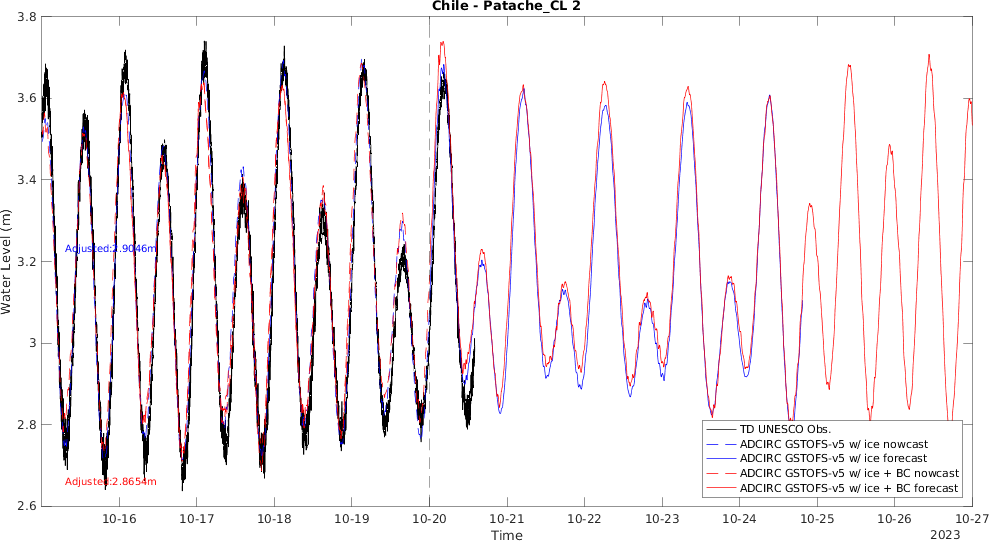 Chile - Patache_CL 2
Water Level (m)
3.8
3.6
3.4
3.2
3
2.8
2.6
Adjusted:2.9046m
Adjusted:2.8654m
TD UNESCO Obs.
ADCIRC GSTOFS-v5 w/ ice nowcast
ADCIRC GSTOFS-v5 w/ ice forecast
ADCIRC GSTOFS-v5 w/ ice + BC nowcast
ADCIRC GSTOFS-v5 w/ ice + BC forecast
10-16 10-17 10-18 10-19 10-20 10-21 10-22 10-23 10-24 10-25 10-26 10-27
Time
2023